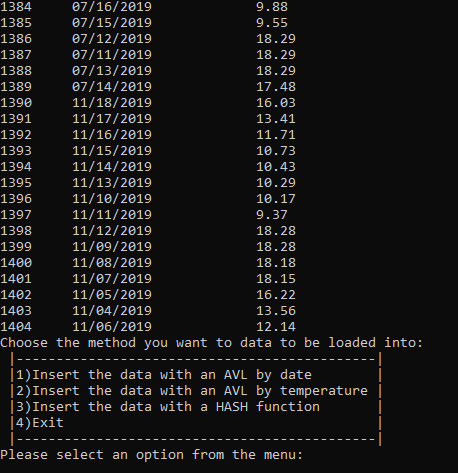 1384     07/16/2019             9.88
1385     07/15/2019             9.55
1386     07/12/2019             18.29
1387     07/11/2019             18.29
1388     07/13/2019             18.29
1389     07/14/2019             17.48
1390     11/18/2019             16.03
1391     11/17/2019             13.41
1392     11/16/2019             11.71
1393     11/15/2019             10.73
1394     11/14/2019             10.43
1395     11/13/2019             10.29
1396     11/10/2019             10.17
1397     11/11/2019             9.37
1398     11/12/2019             18.28
1399     11/09/2019             18.28
1400     11/08/2019             18.18
1401     11/07/2019             18.15
1402     11/05/2019             16.22
1403     11/04/2019             13.56
1404     11/06/2019             12.14
Choose the method you want to data to be loaded into:
|---------------------------------------------|
|1)Insert the data with an AVL by date        |
|2)Insert the data with an AVL by temperature |
|3)Insert the data with a HASH function       |
|4)Exit                                       |
|---------------------------------------------|
Please select an option from the menu: